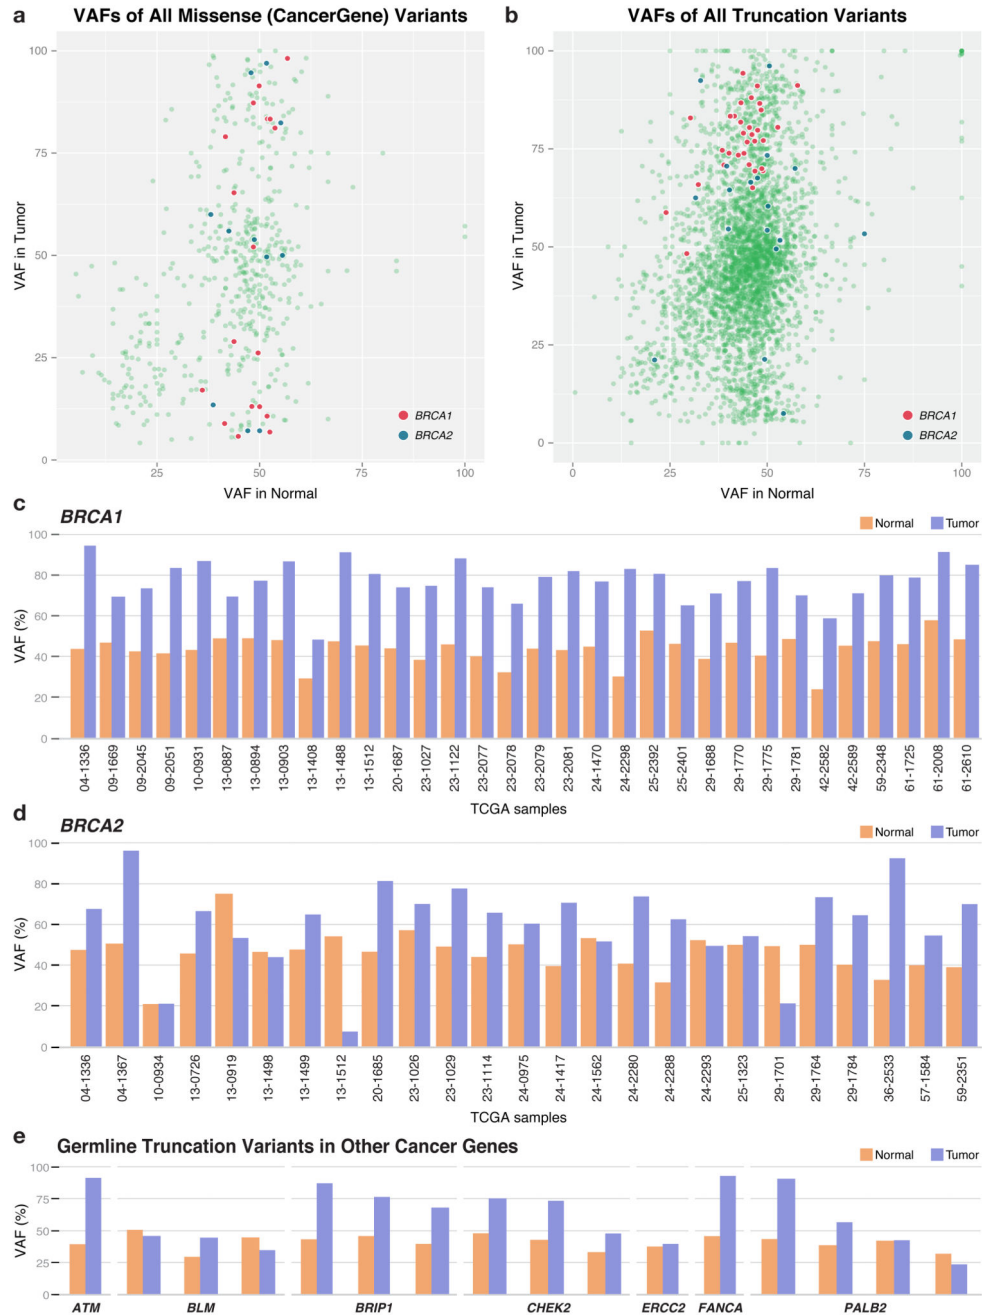 a VAFs of All Missense (CancerGene) Variants
100
75
50
25
0
VAF in Tumor
25 50 75 100
VAF in Normal
BRCA1
BRCA2
b VAFs of All Truncation Variants
100
75
50
25
0
VAF in Tumor
0 25 50 75 100
VAF in Normal
BRCA1
BRCA2
c BRCA1
Normal Tumor
100
80
60
40
20
0
VAF (%)
04-1336 09-1669 09-2045 09-2051 10-0931 13-0887 13-0894 13-0903 13-1408 13-1488 13-1512 20-1687 23-1027 23-1122 23-2077 23-2078 23-2079 23-2081 24-1470 24-2298 25-2392 25-2401 29-1688 29-1770 29-1775 29-1781 42-2582 42-2589 59-2348 61-1725 61-2008 61-2610
TCGA samples
d BRCA2
Normal Tumor
100
80
60
40
20
0
VAF (%)
04-1336 04-1367 10-0934 13-0726 13-0919 13-1498 13-1499 13-1512 20-1685 23-1026 23-1029 23-1114 24-0975 24-1417 24-1562 24-2280 24-2288 24-2293 25-1323 29-1701 29-1764 29-1784 36-2533 57-1584 59-2351
TCGA samples
e Germline Truncation Variants in Other Cancer Genes
Normal Tumor
100
75
50
25
0
VAF (%)
ATM BLM BRIP1 CHEK2 ERCC2 FANCA PALB2